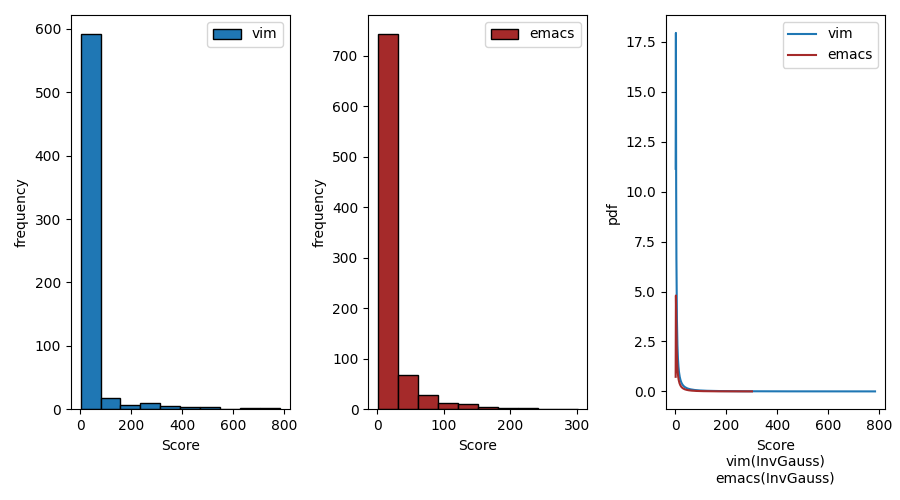 vim
600
500
400
300
200
100
0
frequency
0 200 400 600 800
Score
emacs
700
600
500
400
300
200
100
0
frequency
0 100 200 300
Score
vim
emacs
17.5
15.0
12.5
10.0
7.5
5.0
2.5
0.0
pdf
0 200 400 600 800
Score
vim(InvGauss)
emacs(InvGauss)